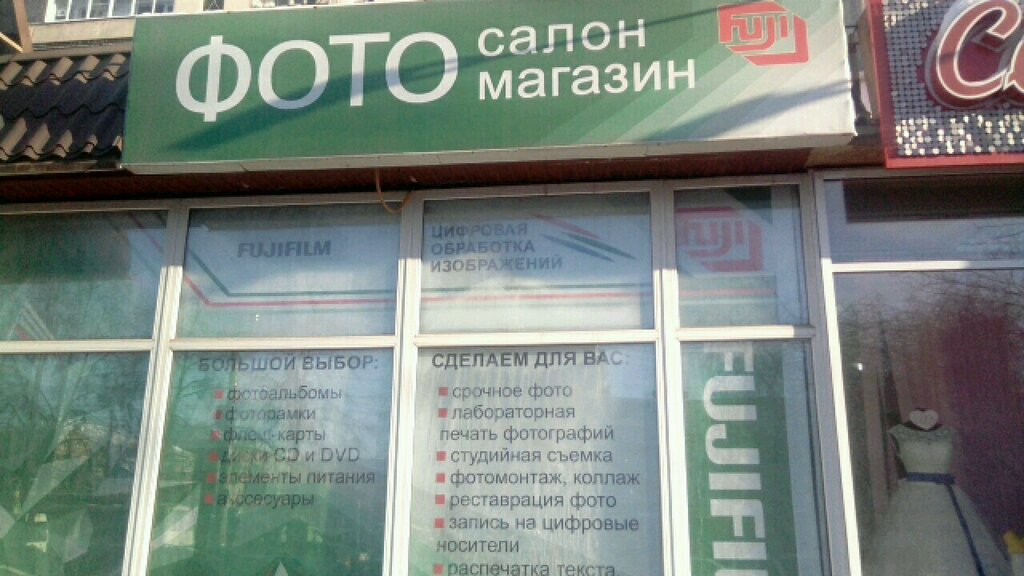 ФОТО
салон
магазин
FUJI
FUJIFILM
ЦИФРОВАЯ
ОБРАБОТКА
ИЗОБРАЖЕНИЙ
FUJI
БОЛЬШОЙ ВЫБОР:
фотоальбомы
фоторамки
флеш-карты
диски CD и DVD
элементы питания
аксессуары
СДЕЛАЕМ ДЛЯ ВАС:
срочное фото
лабораторная
печать фотографий
студийная съемка
фотомонтаж, коллаж
реставрация фото
запись на цифровые
носители
распечатка текста
FUJIFI